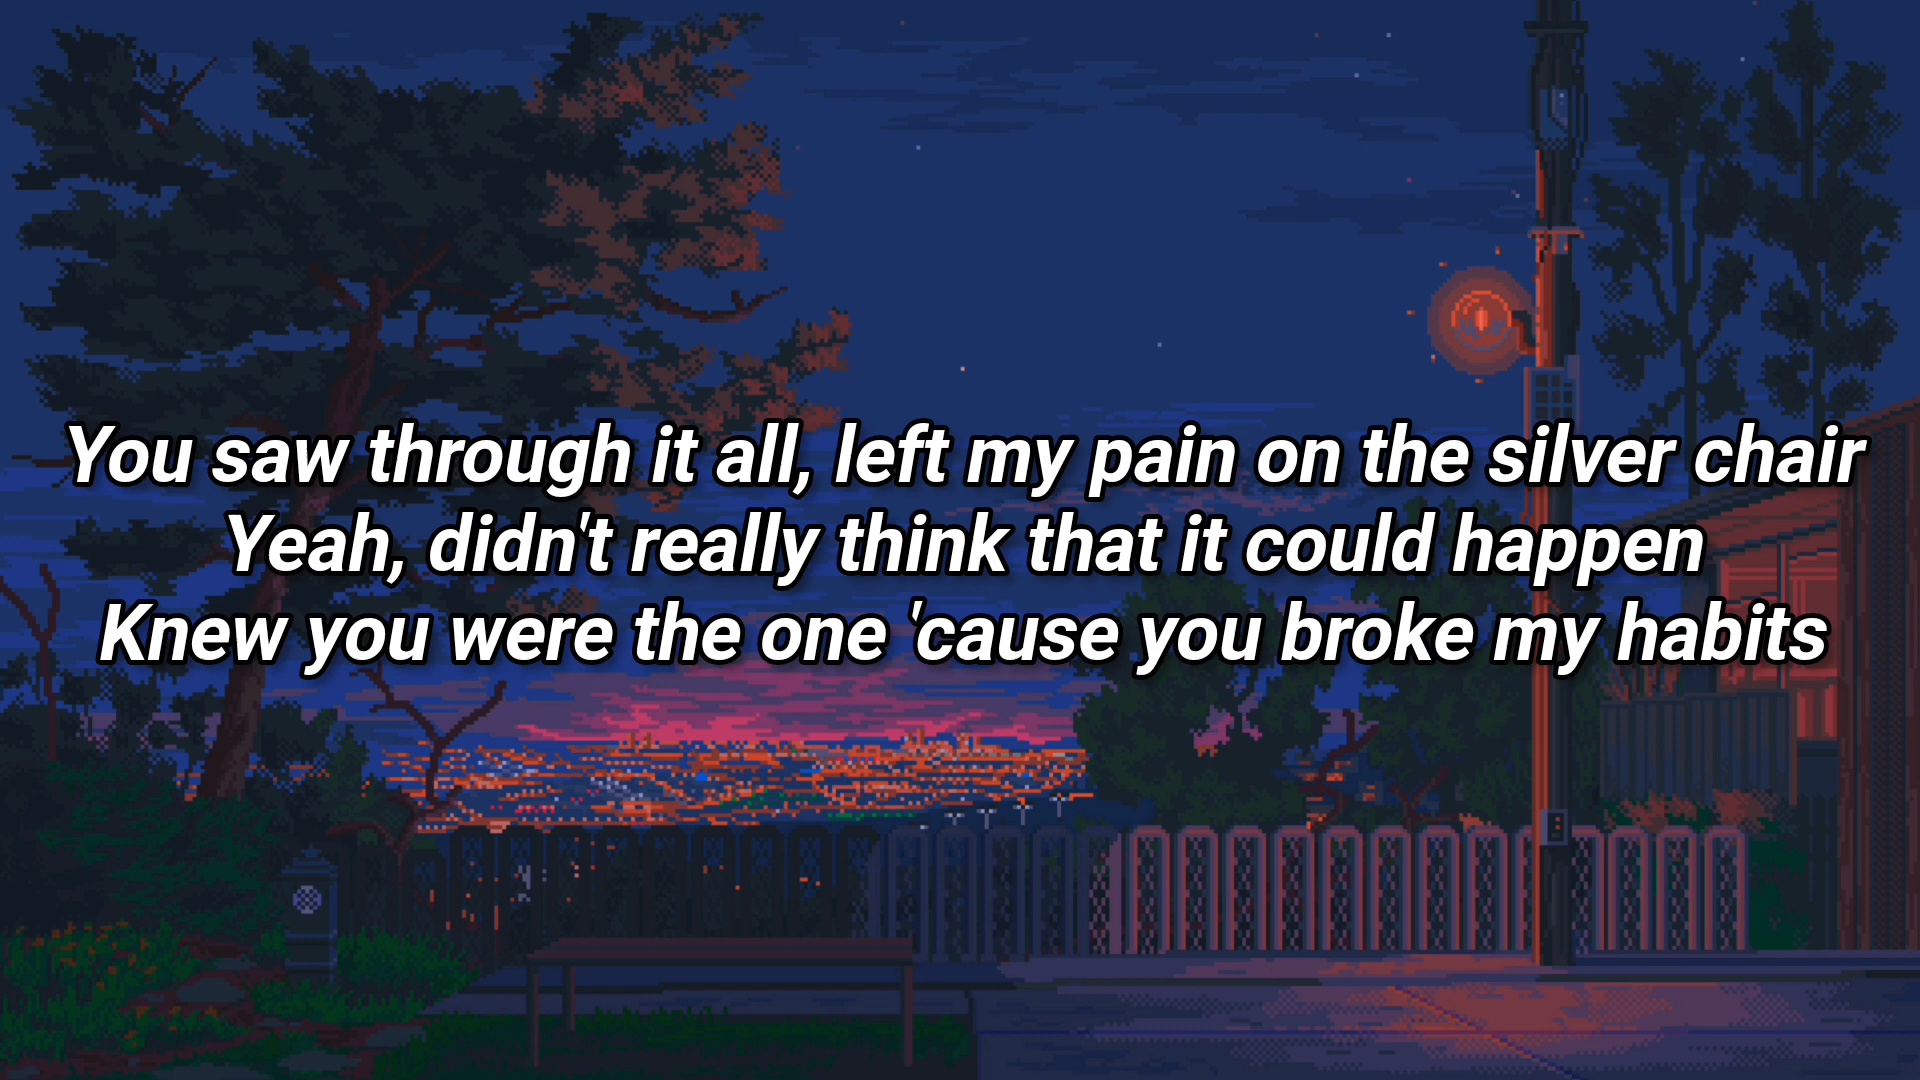 You saw through it all, left my pain on the silver chair
Yeah, didn't really think that it could happen
Knew you were the one 'cause you broke my habits